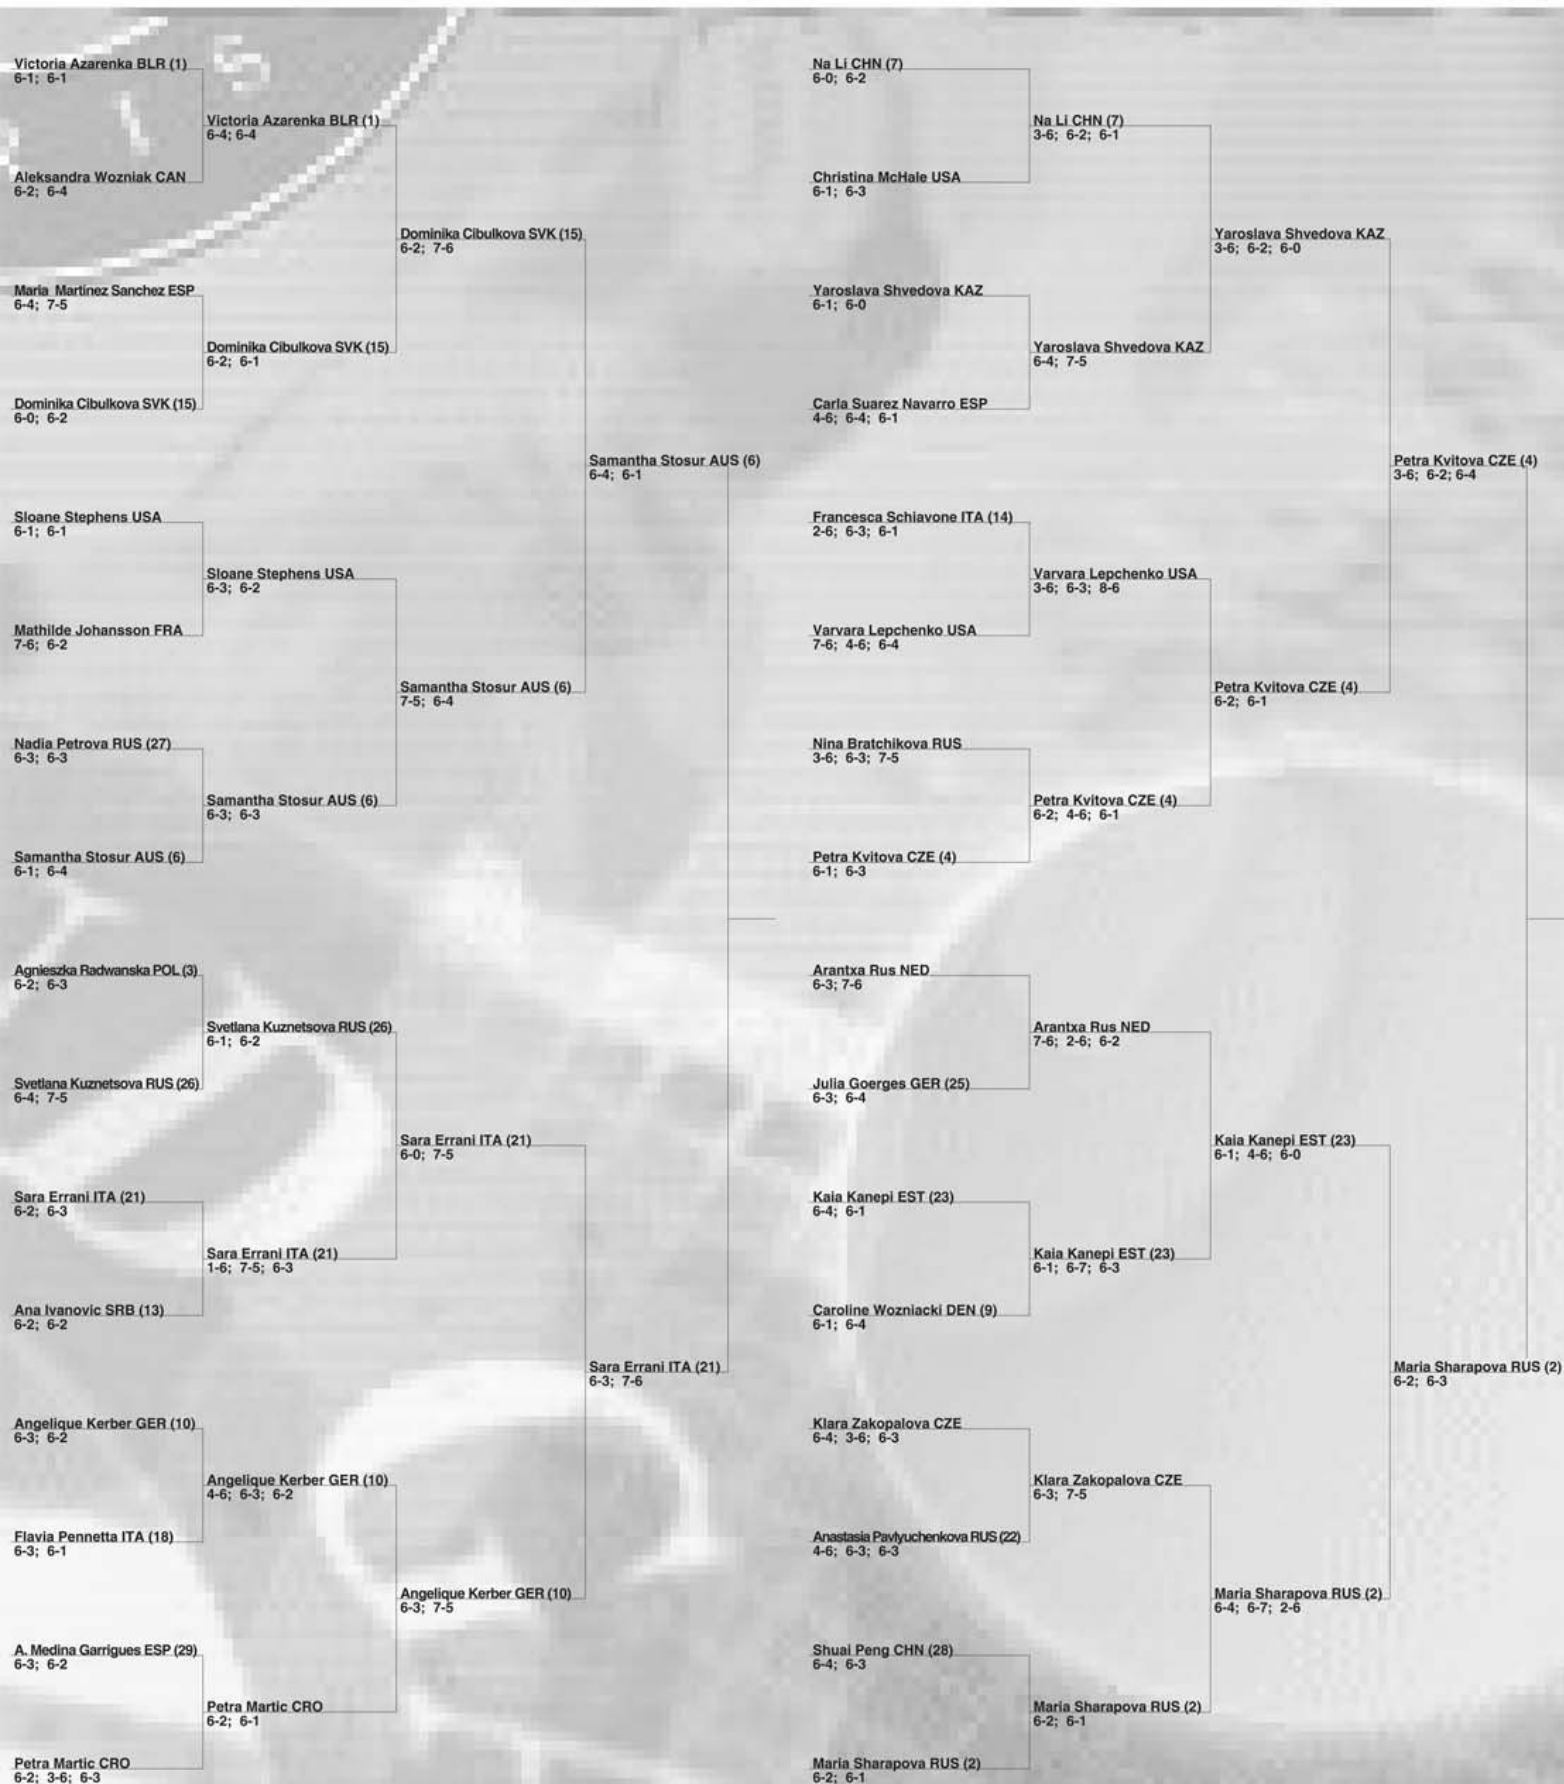 Victoria Azarenka BLR (1)
6-1; 6-1
Victoria Azarenka BLR (1)
6-4; 6-4
Aleksandra Wozniak CAN
6-2; 6-4
Dominika Cibulkova SVK (15)
6-2; 7-6
Maria Martínez Sanchez ESP
6-4; 7-5
Dominika Cibulkova SVK (15)
6-2; 6-1
Dominika Cibulkova SVK (15)
6-0; 6-2
Samantha Stosur AUS (6)
6-4; 6-1
Sloane Stephens USA
6-1; 6-1
Sloane Stephens USA
6-3; 6-2
Mathilde Johansson FRA
7-6; 6-2
Samantha Stosur AUS (6)
7-5; 6-4
Nadia Petrova RUS (27)
6-3; 6-3
Samantha Stosur AUS (6)
6-3; 6-3
Samantha Stosur AUS (6)
6-1; 6-4
Agnieszka Radwanska POL (3)
6-2; 6-3
Svetlana Kuznetsova RUS (26)
6-1; 6-2
Svetlana Kuznetsova RUS (26)
6-4; 7-5
Sara Errani ITA (21)
6-0; 7-5
Sara Errani ITA (21)
6-2; 6-3
Sara Errani ITA (21)
1-6; 7-5; 6-3
Ana Ivanovic SRB (13)
6-2; 6-2
Sara Errani ITA (21)
6-3; 7-6
Angelique Kerber GER (10)
6-3; 6-2
Angelique Kerber GER (10)
4-6; 6-3; 6-2
Flavia Pennetta ITA (18)
6-3; 6-1
Angelique Kerber GER (10)
6-3; 7-5
A. Medina Garrigues ESP (29)
6-3; 6-2
Petra Martic CRO
6-2; 6-1
Petra Martic CRO
6-2; 3-6; 6-3
Na Li CHN (7)
6-0; 6-2
Na Li CHN (7)
3-6; 6-2; 6-1
Christina McHale USA
6-1; 6-3
Yaroslava Shvedova KAZ
3-6; 6-2; 6-0
Yaroslava Shvedova KAZ
6-1; 6-0
Yaroslava Shvedova KAZ
6-4; 7-5
Carla Suarez Navarro ESP
4-6; 6-4; 6-1
Petra Kvitova CZE (4)
3-6; 6-2; 6-4
Francesca Schiavone ITA (14)
2-6; 6-3; 6-1
Varvara Lepchenko USA
3-6; 6-3; 8-6
Varvara Lepchenko USA
7-6; 4-6; 6-4
Petra Kvitova CZE (4)
6-2; 6-1
Nina Bratchikova RUS
3-6; 6-3; 7-5
Petra Kvitova CZE (4)
6-2; 4-6; 6-1
Petra Kvitova CZE (4)
6-1; 6-3
Arantxa Rus NED
6-3; 7-6
Arantxa Rus NED
7-6; 2-6; 6-2
Julia Goerges GER (25)
6-3; 6-4
Kaia Kanepi EST (23)
6-1; 4-6; 6-0
Kaia Kanepi EST (23)
6-4; 6-1
Kaia Kanepi EST (23)
6-1; 6-7; 6-3
Caroline Wozniacki DEN (9)
6-1; 6-4
Maria Sharapova RUS (2)
6-2; 6-3
Klara Zakopalova CZE
6-4; 3-6; 6-3
Klara Zakopalova CZE
6-3; 7-5
Anastasia Pavlyuchenkova RUS (22)
4-6; 6-3; 6-3
Maria Sharapova RUS (2)
6-4; 6-7; 2-6
Shuai Peng CHN (28)
6-4; 6-3
Maria Sharapova RUS (2)
6-2; 6-1
Maria Sharapova RUS (2)
6-2; 6-1